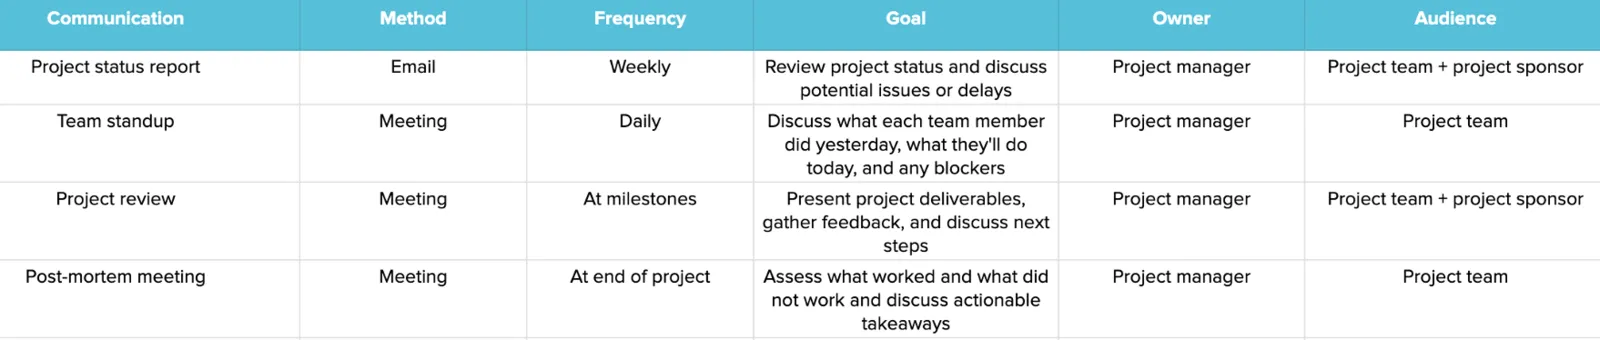 Communication Method Frequency Goal Owner Audience
Project status report Email Weekly Review project status and discuss Project manager Project team + project sponsor
potential issues or delays
Team standup Meeting Daily Discuss what each team member Project manager Project team
did yesterday, what they'll do
today, and any blockers
Project review Meeting At milestones Present project deliverables, Project manager Project team + project sponsor
gather feedback, and discuss next
steps
Post-mortem meeting Meeting At end of project Assess what worked and what did Project manager Project team
not work and discuss actionable
takeaways